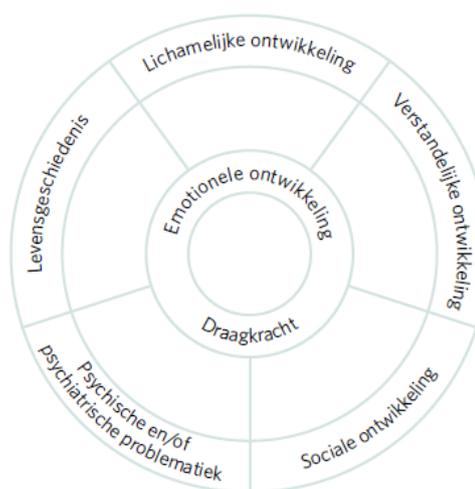 Lichamelijke ontwikkeling
Verstandelijke ontwikkeling
Levensgeschiedenis
Emotionele ontwikkeling
Draagkracht
Psychische en/of
psychiatrische problematiek
Sociale ontwikkeling